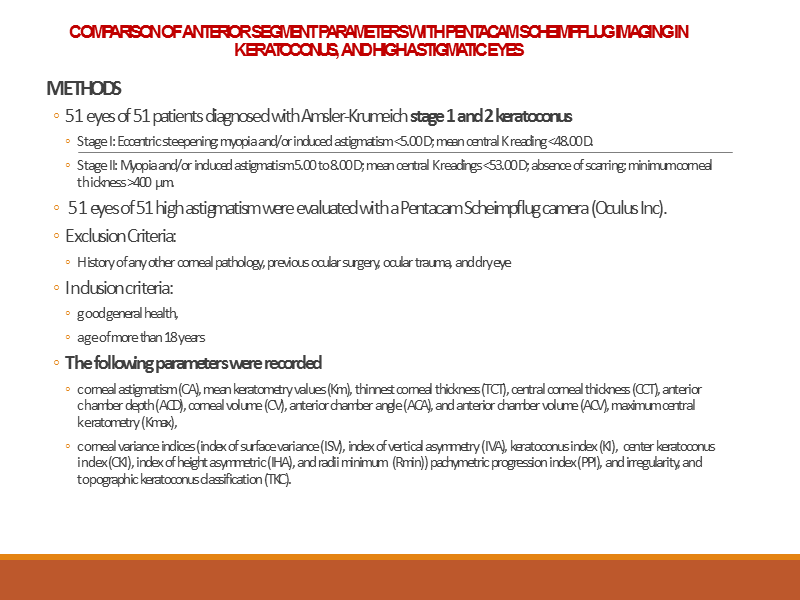 COMPARISON OF ANTERIOR SEGMENT PARAMETERS WITH PENTACAM SCHEIMPFFLUG IMAGING IN
KERATOCONUS, AND HIGH ASTIGMATIC EYES
METHODS
◦ 51 eyes of 51 patients diagnosed with Amsler-Krumeich stage 1 and 2 keratoconus
◦ Stage I: Eccentric steepening; myopia and/or induced astigmatism <5.00 D; mean central K reading <48.00 D.
◦ Stage II: Myopia and/or induced astigmatism 5.00 to 8.00 D; mean central K readings <53.00 D; absence of scarring; minimum corneal
thickness >400 µm.
◦ 51 eyes of 51 high astigmatism were evaluated with a Pentacam Scheimpflug camera (Oculus Inc).
◦ Exclusion Criteria:
◦ History of any other corneal pathology, previous ocular surgery, ocular trauma, and dry eye
◦ Inclusion criteria:
◦ good general health,
◦ age of more than 18 years
◦ The following parameters were recorded
◦ corneal astigmatism (CA), mean keratometry values (Km), thinnest corneal thickness (TCT), central corneal thickness (CCT), anterior
chamber depth (ACD), corneal volume (CV), anterior chamber angle (ACA), and anterior chamber volume (ACV), maximum central
keratometry (Kmax),
◦ corneal variance indices (index of surface variance (ISV), index of vertical asymmetry (IVA), keratoconus index (KI), center keratoconus
index (CKI), index of height asymmetric (IHA), and radii minimum (Rmin)) pachymetric progression index (PPI), and irregularity, and
topographic keratoconus classification (TKC).